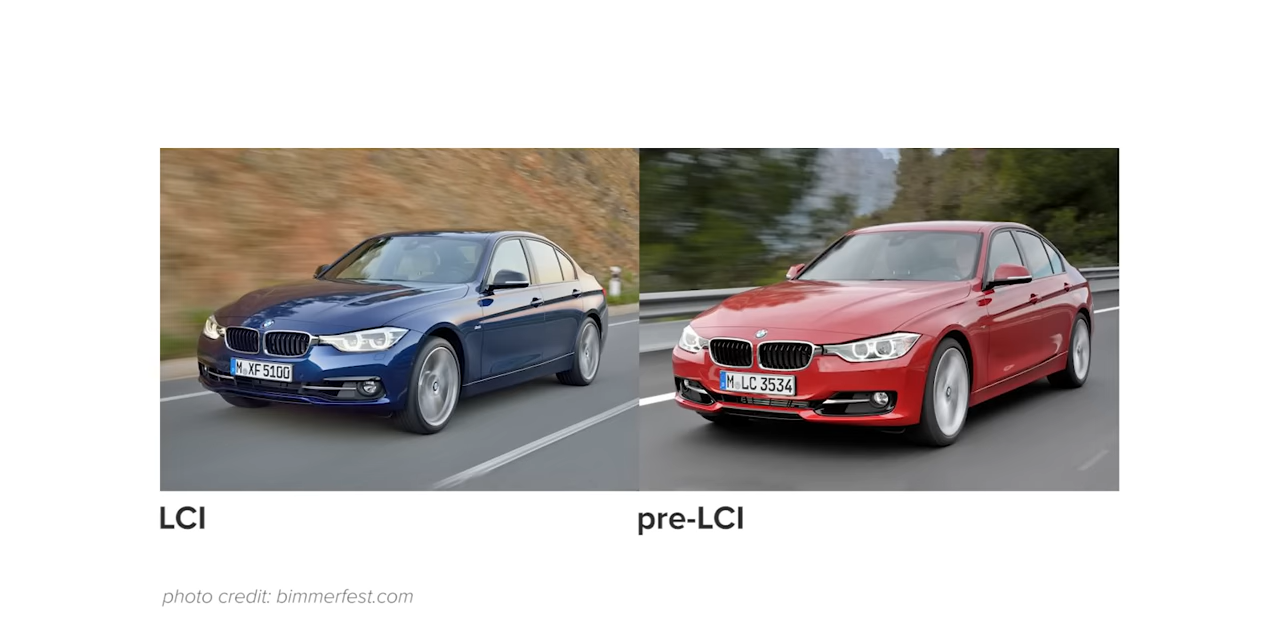 M XF 5100
M LC 3534
LCI
pre-LCI
photo credit: bimmerfest.com